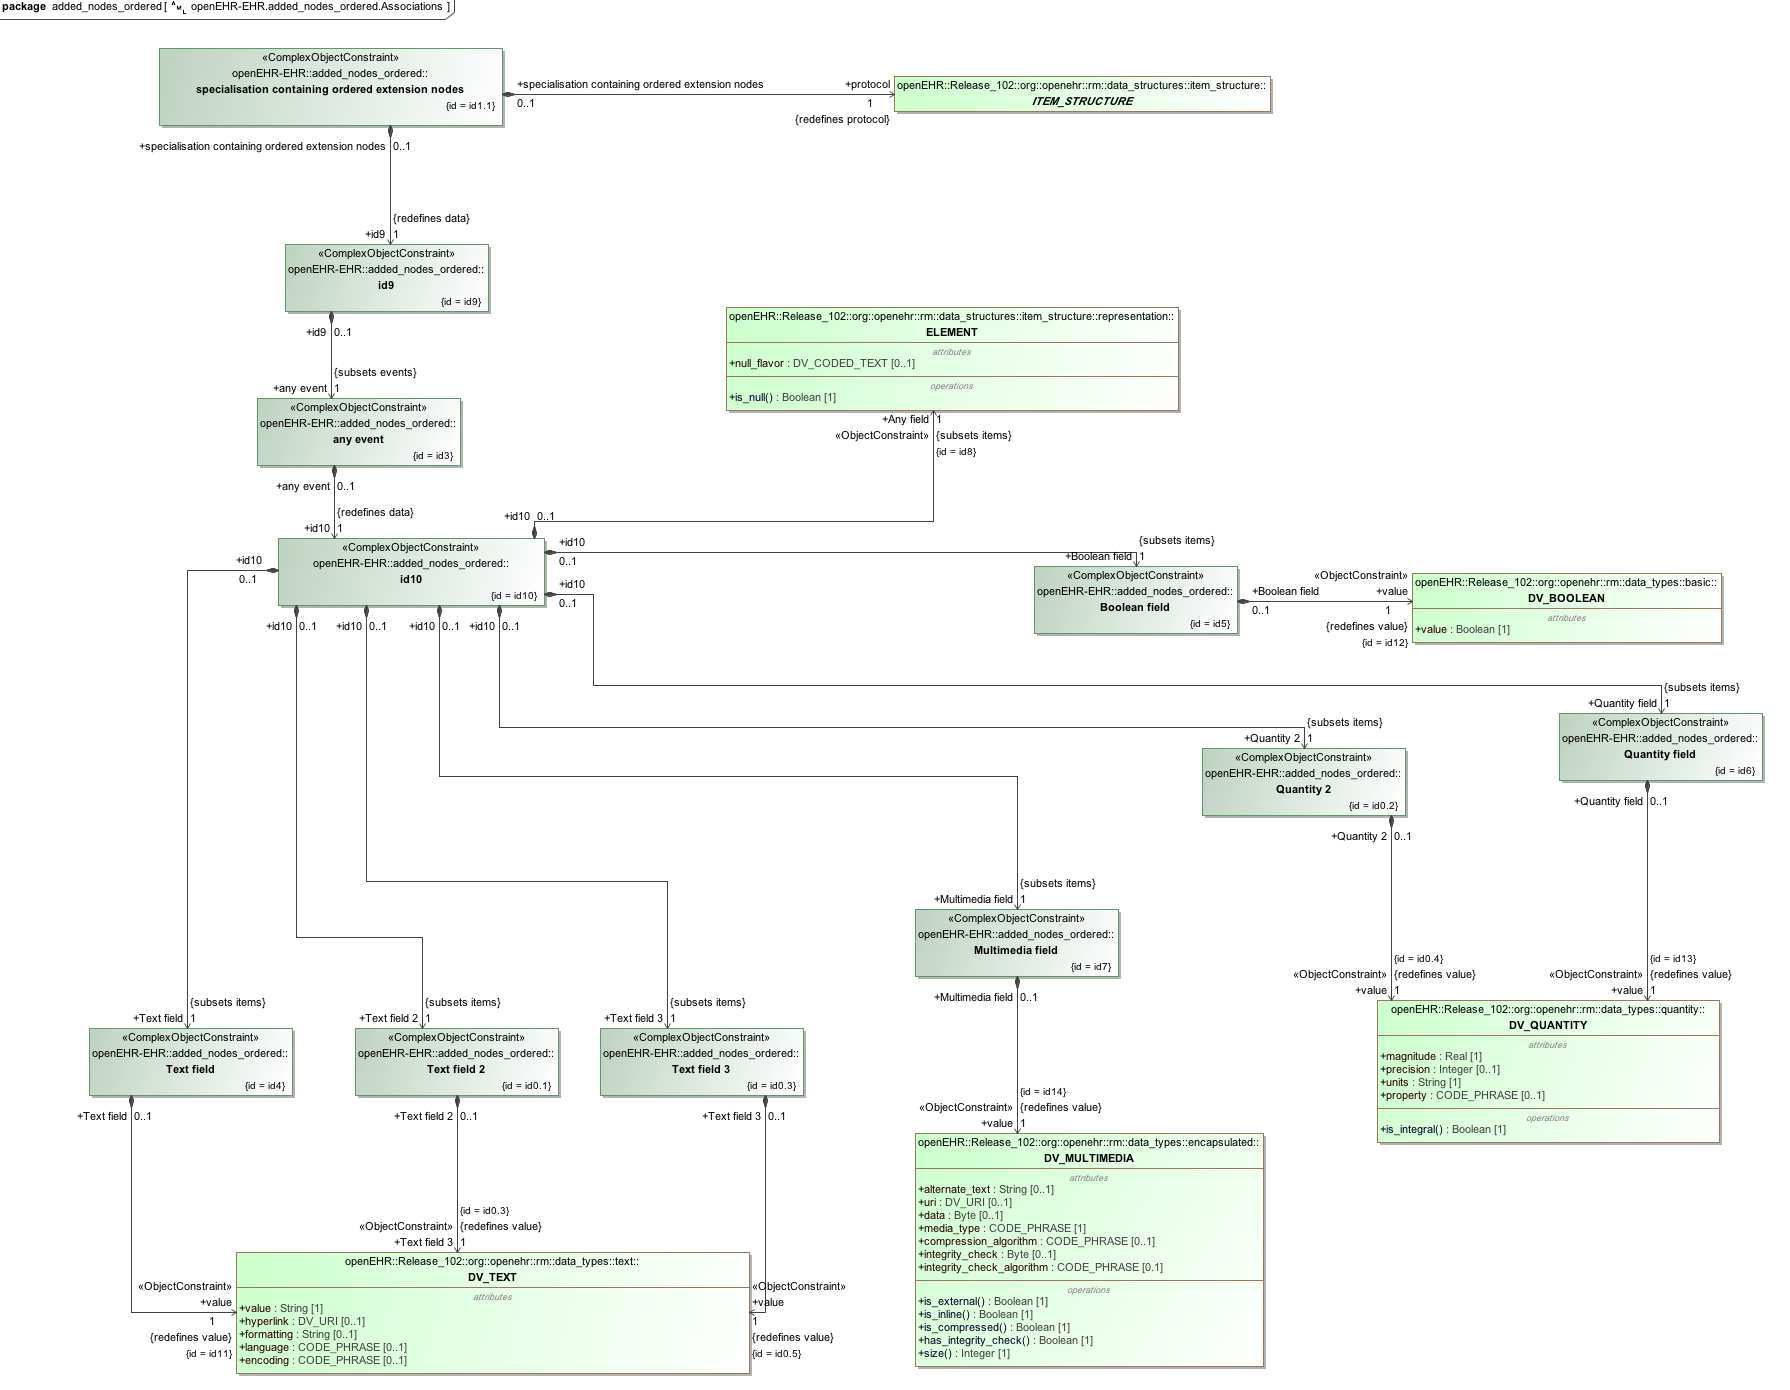 package added_nodes_ordered [ AML openEHR-EHR.added_nodes_ordered.Associations ]
«ComplexObjectConstraint»
openEHR-EHR::added_nodes_ordered::
specialisation containing ordered extension nodes
{id = id1.1}
+specialisation containing ordered extension nodes
0..1
+protocol
1
{redefines protocol}
openEHR::Release_102::org::openehr::rm::data_structures::item_structure::
ITEM_STRUCTURE
+specialisation containing ordered extension nodes 0..1
{redefines data}
+id9 1
«ComplexObjectConstraint»
openEHR-EHR::added_nodes_ordered::
id9
{id = id9}
+id9 0..1
{subsets events}
+any event 1
«ComplexObjectConstraint»
openEHR-EHR::added_nodes_ordered::
any event
{id = id3}
+any event 0..1
{redefines data}
+id10 1
openEHR::Release_102::org::openehr::rm::data_structures::item_structure::representation::
ELEMENT
attributes
+null_flavor : DV_CODED_TEXT [0..1]
operations
+is_null() : Boolean [1]
+Any field 1
«ObjectConstraint» {subsets items}
{id = id8}
+id10 0..1
«ComplexObjectConstraint»
openEHR-EHR::added_nodes_ordered::
id10
{id = id10}
+id10
0..1
+id10
0..1
+id10
0..1
+id10 0..1
+id10 0..1
+id10 0..1
+id10 0..1
{subsets items}
+Boolean field 1
«ComplexObjectConstraint»
openEHR-EHR::added_nodes_ordered::
Boolean field
{id = id5}
+Boolean field
0..1
«ObjectConstraint»
+value
1
{redefines value}
{id = id12}
openEHR::Release_102::org::openehr::rm::data_types::basic::
DV_BOOLEAN
attributes
+value : Boolean [1]
{subsets items}
+Quantity field 1
«ComplexObjectConstraint»
openEHR-EHR::added_nodes_ordered::
Quantity field
{id = id6}
+Quantity field 0..1
{subsets items}
+Quantity 2 1
«ComplexObjectConstraint»
openEHR-EHR::added_nodes_ordered::
Quantity 2
{id = id0.2}
+Quantity 2 0..1
{subsets items}
+Multimedia field 1
«ComplexObjectConstraint»
openEHR-EHR::added_nodes_ordered::
Multimedia field
{id = id7}
+Multimedia field 0..1
{id = id0.4}
«ObjectConstraint» {redefines value}
+value 1
{id = id13}
«ObjectConstraint» {redefines value}
+value 1
openEHR::Release_102::org::openehr::rm::data_types::quantity::
DV_QUANTITY
attributes
+magnitude : Real [1]
+precision : Integer [0..1]
+units : String [1]
+property : CODE_PHRASE [0..1]
operations
+is_integral() : Boolean [1]
{subsets items}
+Text field 1
«ComplexObjectConstraint»
openEHR-EHR::added_nodes_ordered::
Text field
{id = id4}
+Text field 0..1
{subsets items}
+Text field 2 1
«ComplexObjectConstraint»
openEHR-EHR::added_nodes_ordered::
Text field 2
{id = id0.1}
+Text field 2 0..1
{subsets items}
+Text field 3 1
«ComplexObjectConstraint»
openEHR-EHR::added_nodes_ordered::
Text field 3
{id = id0.3}
+Text field 3 0..1
{id = id14}
«ObjectConstraint» {redefines value}
+value 1
openEHR::Release_102::org::openehr::rm::data_types::encapsulated::
DV_MULTIMEDIA
attributes
+alternate_text : String [0..1]
+uri : DV_URI [0..1]
+data : Byte [0..1]
+media_type : CODE_PHRASE [1]
+compression_algorithm : CODE_PHRASE [0..1]
+integrity_check : Byte [0..1]
+integrity_check_algorithm : CODE_PHRASE [0.1]
operations
+is_external() : Boolean [1]
+is_inline() : Boolean [1]
+is_compressed() : Boolean [1]
+has_integrity_check() : Boolean [1]
+size() : Integer [1]
{id = id0.3}
«ObjectConstraint» {redefines value}
+Text field 3 1
«ObjectConstraint»
+value
1
{redefines value}
{id = id11}
openEHR::Release_102::org::openehr::rm::data_types::text::
DV_TEXT
attributes
+value : String [1]
+hyperlink : DV_URI [0..1]
+formatting : String [0..1]
+language : CODE_PHRASE [0..1]
+encoding : CODE_PHRASE [0..1]
«ObjectConstraint»
+value
1
{redefines value}
{id = id0.5}